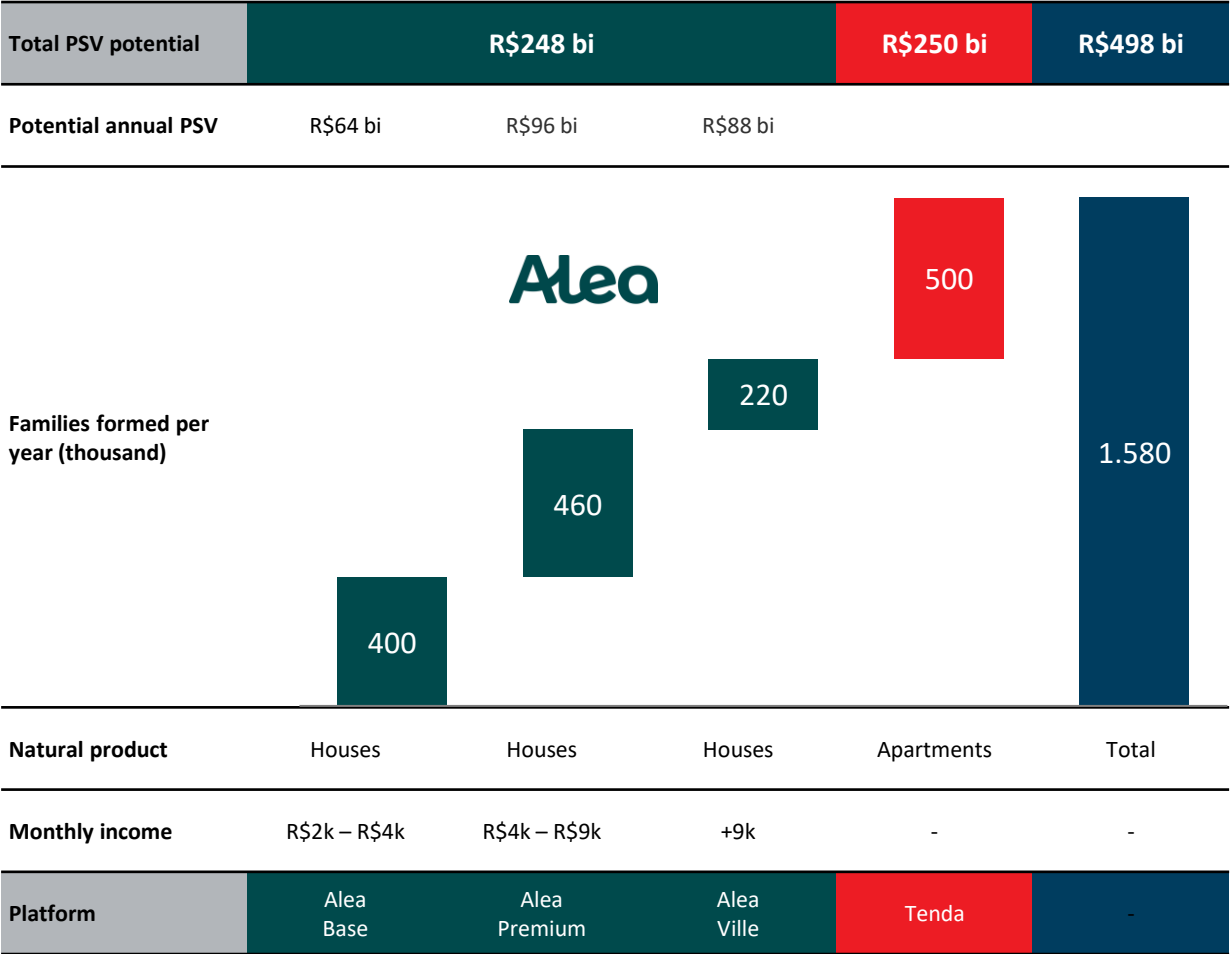 Total PSV potential R$248 bi R$250 bi R$498 bi
Potential annual PSV R$64 bi R$96 bi R$88 bi
Alea
500
220
Families formed per
year (thousand)
1.580
460
400
Natural product Houses Houses Houses Apartments Total
Monthly income R$2k – R$4k R$4k – R$9k +9k - -
Platform
Alea
Base
Alea
Premium
Alea
Ville
Tenda
-